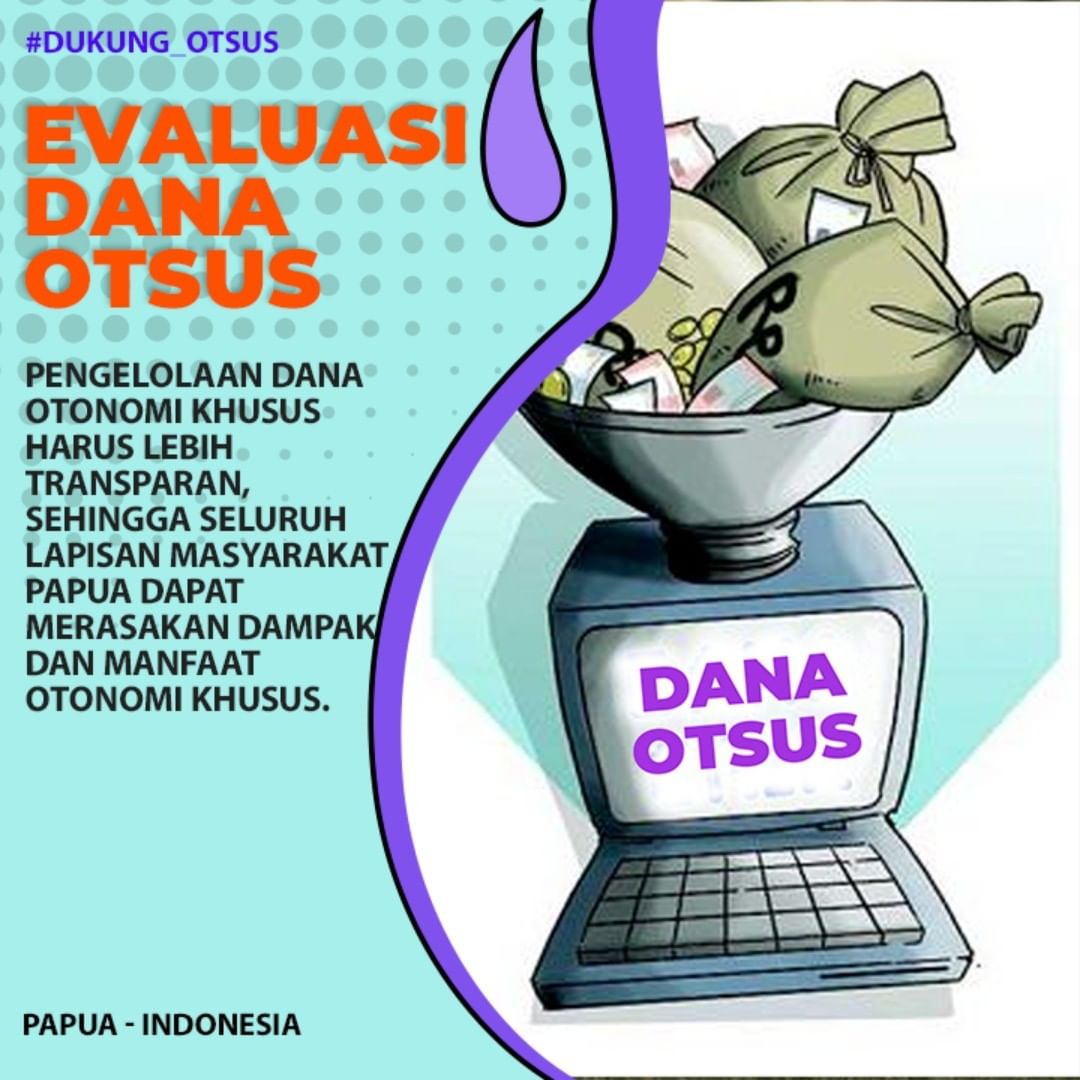 #DUKUNG_OTSUS
EVALUASI
DANA
OTSUS
PENGELOLAAN DANA
OTONOMI KHUSUS
HARUS LEBIH
TRANSPARAN,
SEHINGGA SELURUH
LAPISAN MASYARAKAT
PAPUA DAPAT
MERASAKAN DAMPAK
DAN MANFAAT
OTONOMI KHUSUS.
Rp
DANA
OTSUS
PAPUA - INDONESIA